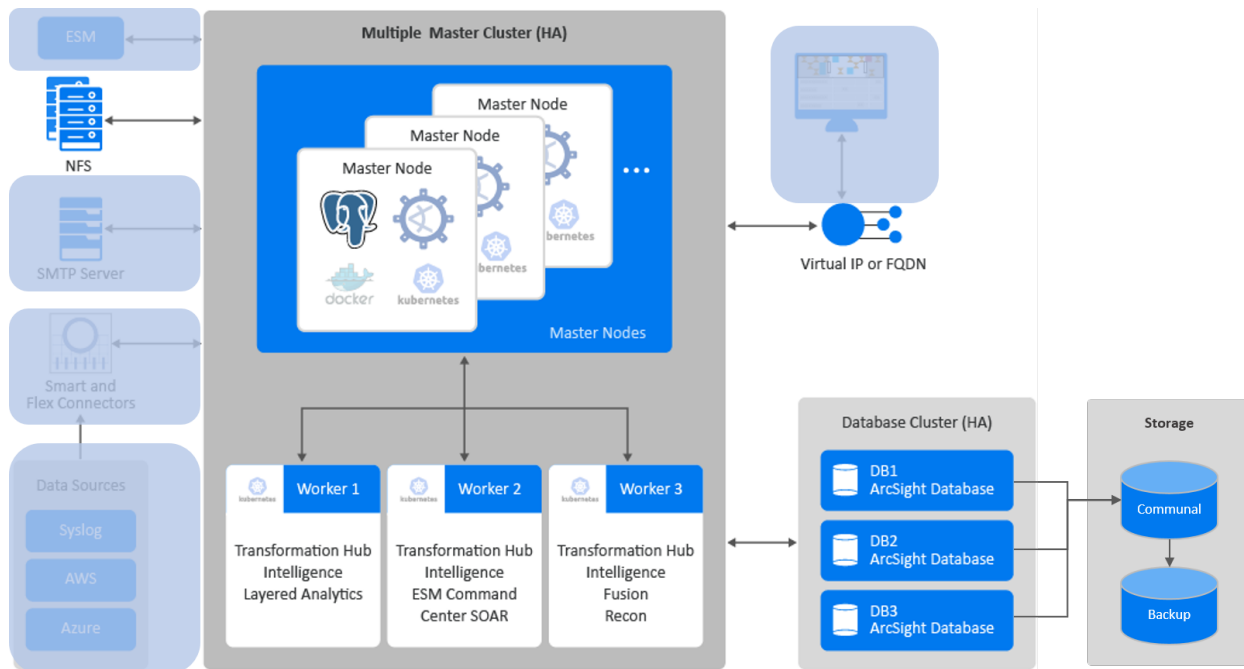 ESM
NFS
SMTP Server
Smart and
Flex Connectors
Data Sources
Syslog
AWS
Azure
Multiple Master Cluster (HA)
Master Node
Master Node
Master Node
...
docker
kubernetes
bernetes
bernetes
Master Nodes
kubernetes
Worker 1
Transformation Hub
Intelligence
Layered Analytics
kubernetes
Worker 2
Transformation Hub
Intelligence
ESM Command
Center SOAR
kubernetes
Worker 3
Transformation Hub
Intelligence
Fusion
Recon
Virtual IP or FQDN
Database Cluster (HA)
DB1
ArcSight Database
DB2
ArcSight Database
DB3
ArcSight Database
Storage
Communal
Backup